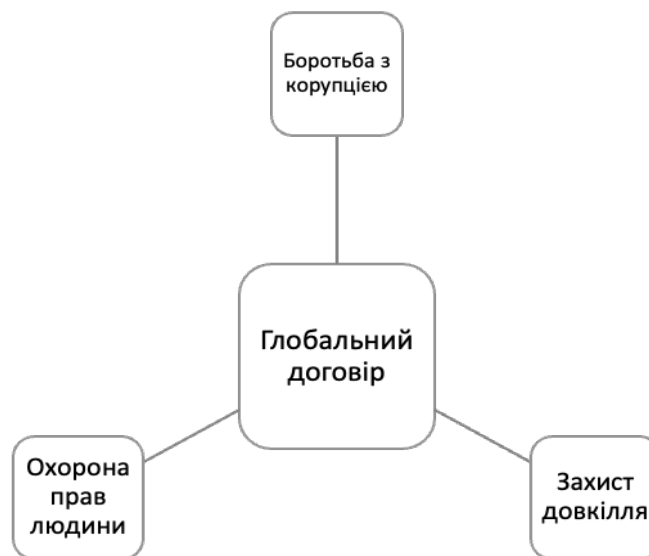 Боротьба з
корупцією
Глобальний
договір
Охорона
прав
людини
Захист
довкілля